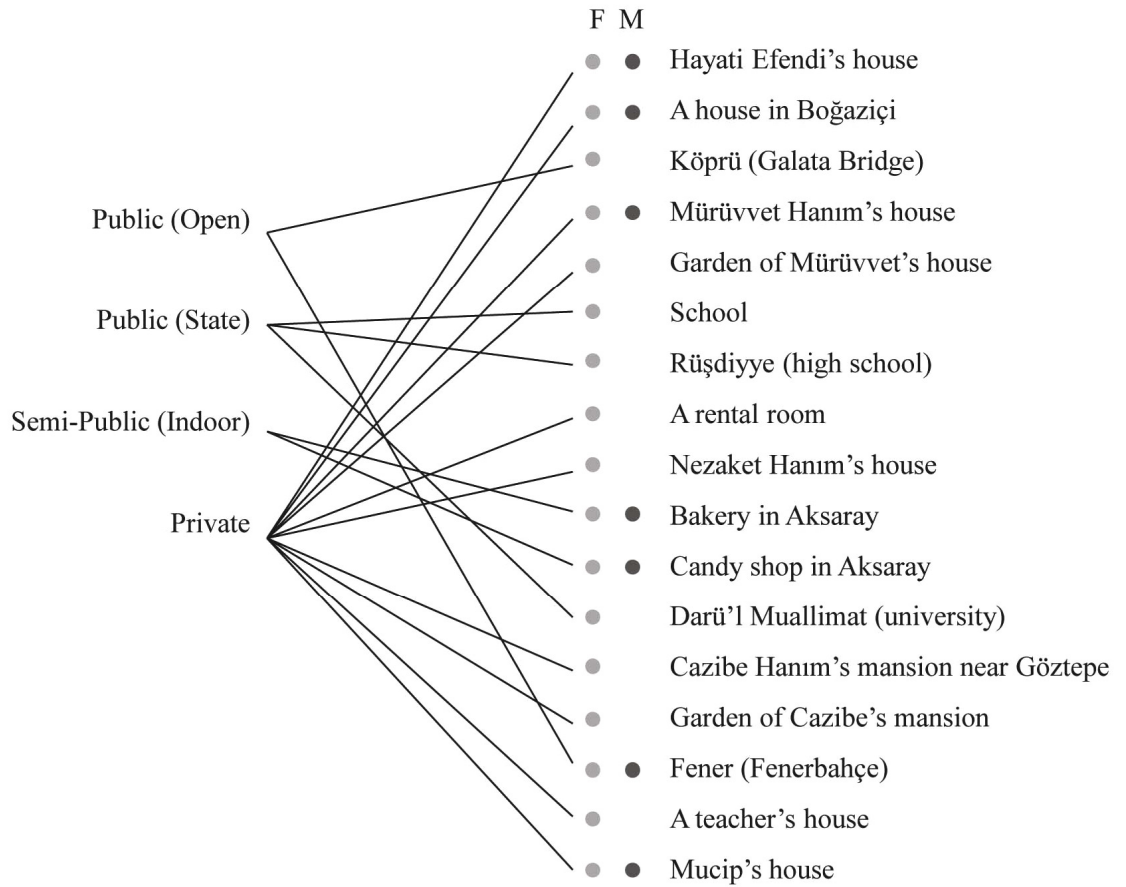 F M
Hayati Efendi’s house
A house in Boğaziçi
Köprü (Galata Bridge)
Mürüvvet Hanım’s house
Garden of Mürüvvet’s house
School
Rüşdiyye (high school)
A rental room
Nezaket Hanım’s house
Bakery in Aksaray
Candy shop in Aksaray
Darü’l Muallimat (university)
Cazibe Hanım’s mansion near Göztepe
Garden of Cazibe’s mansion
Fener (Fenerbahçe)
A teacher’s house
Mucip’s house
Public (Open)
Public (State)
Semi-Public (Indoor)
Private